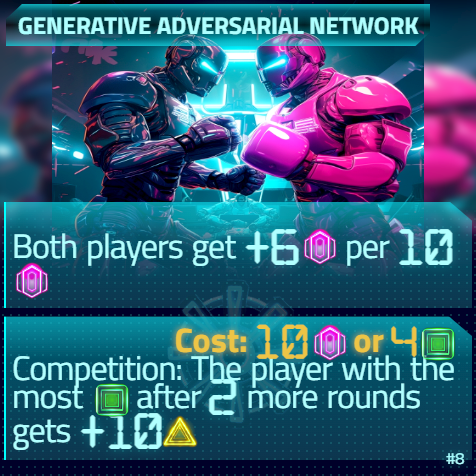 GENERATIVE ADVERSARIAL NETWORK
Both players get +6 per 10
Cost: 10 or 4
Competition: The player with the
most after 2 more rounds
gets +10
#8